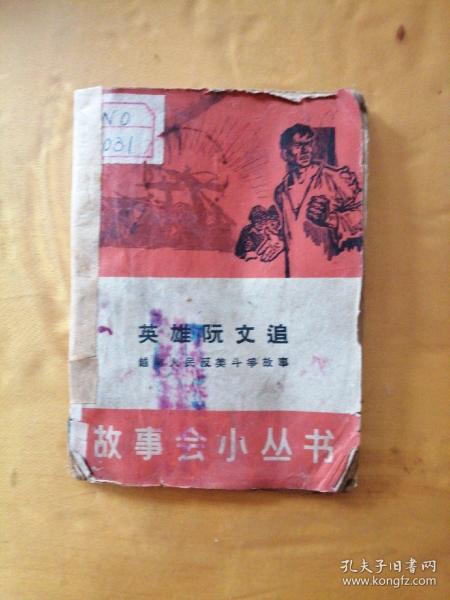 NO
031
英雄阮文追
越南人民反美斗争故事
故事会小丛书
孔夫子旧书网
www.kongfz.com